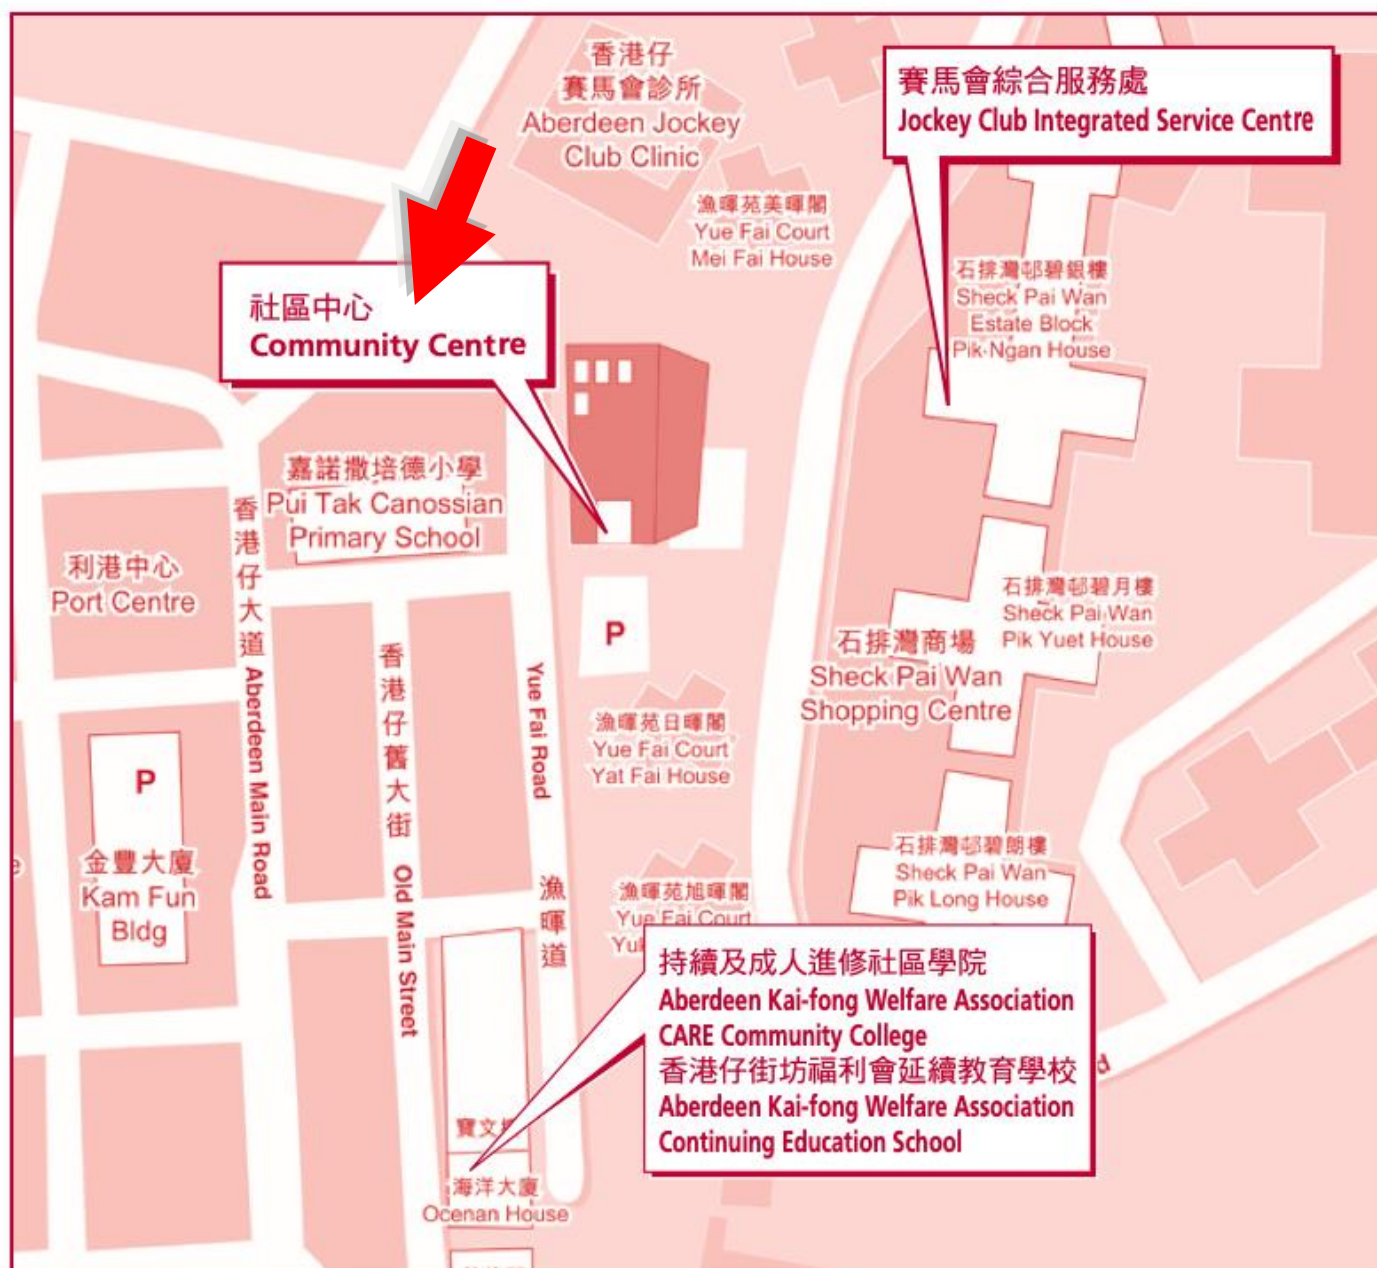 香港仔
賽馬會診所
Aberdeen Jockey
Club Clinic
賽馬會綜合服務處
Jockey Club Integrated Service Centre
漁暉苑美暉閣
Yue Fai Court
Mei Fai House
石排灣邨碧銀樓
Sheck Pai Wan
Estate Block
Pik Ngan House
社區中心
Community Centre
嘉諾撒培德小學
Pui Tak Canossian
Primary School
利港中心
Port Centre
香港仔大道 Aberdeen Main Road
香港仔舊大街 Old Main Street
Yue Fai Road 漁暉道
P
石排灣邨碧月樓
Sheck Pai Wan
Pik Yuet House
石排灣商場
Sheck Pai Wan
Shopping Centre
漁暉苑日暉閣
Yue Fai Court
Yat Fai House
P
金豐大廈
Kam Fun
Bldg
石排灣邨碧朗樓
Sheck Pai Wan
Pik Long House
漁暉苑旭暉閣
Yue Fai Court
持續及成人進修社區學院
Aberdeen Kai-fong Welfare Association
CARE Community College
香港仔街坊福利會延續教育學校
Aberdeen Kai-fong Welfare Association
Continuing Education School
寶文
海洋大廈
Ocenan House